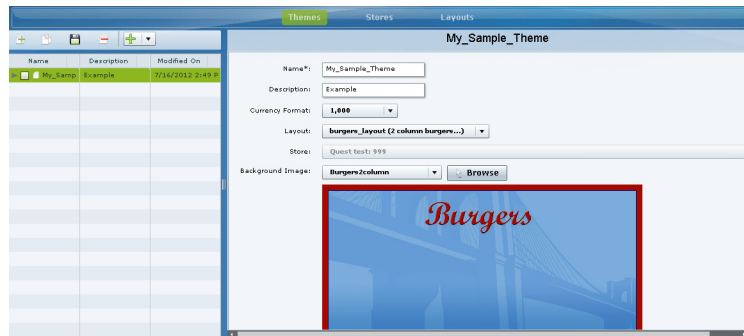 Themes Stores Layouts
My_Sample_Theme
Name Description Modified On
My_Samp Example 7/16/2012 2:49 P
Name*: My_Sample_Theme
Description: Example
Currency Format: 1,000
Layout: burgers_layout (2 column burgers...)
Store: Quest test: 999
Background Image: Burgers2column Browse
Burgers